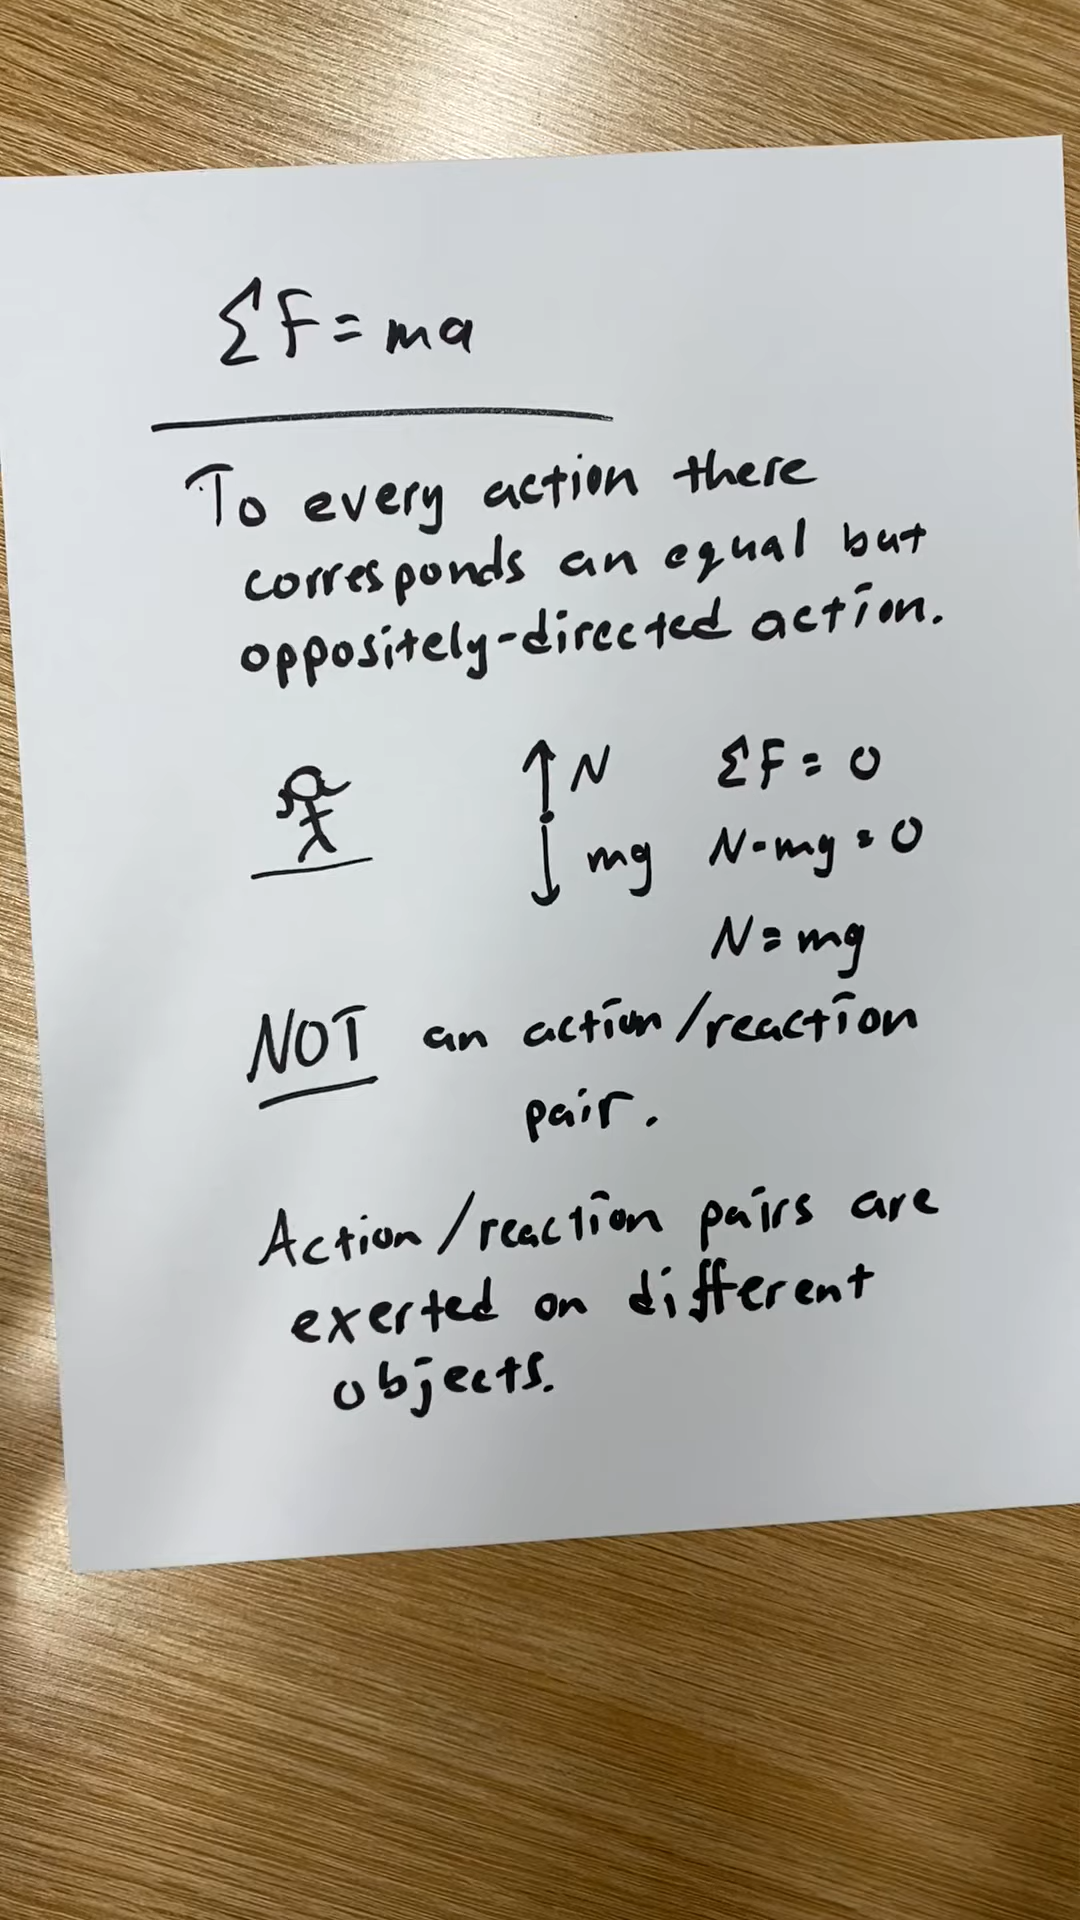 ΣF=ma
To every action there
corresponds an equal but
oppositely-directed action.
N ΣF=0
mg N-mg=0
N=mg
NOT an action/reaction
pair.
Action/reaction pairs are
exerted on different
objects.